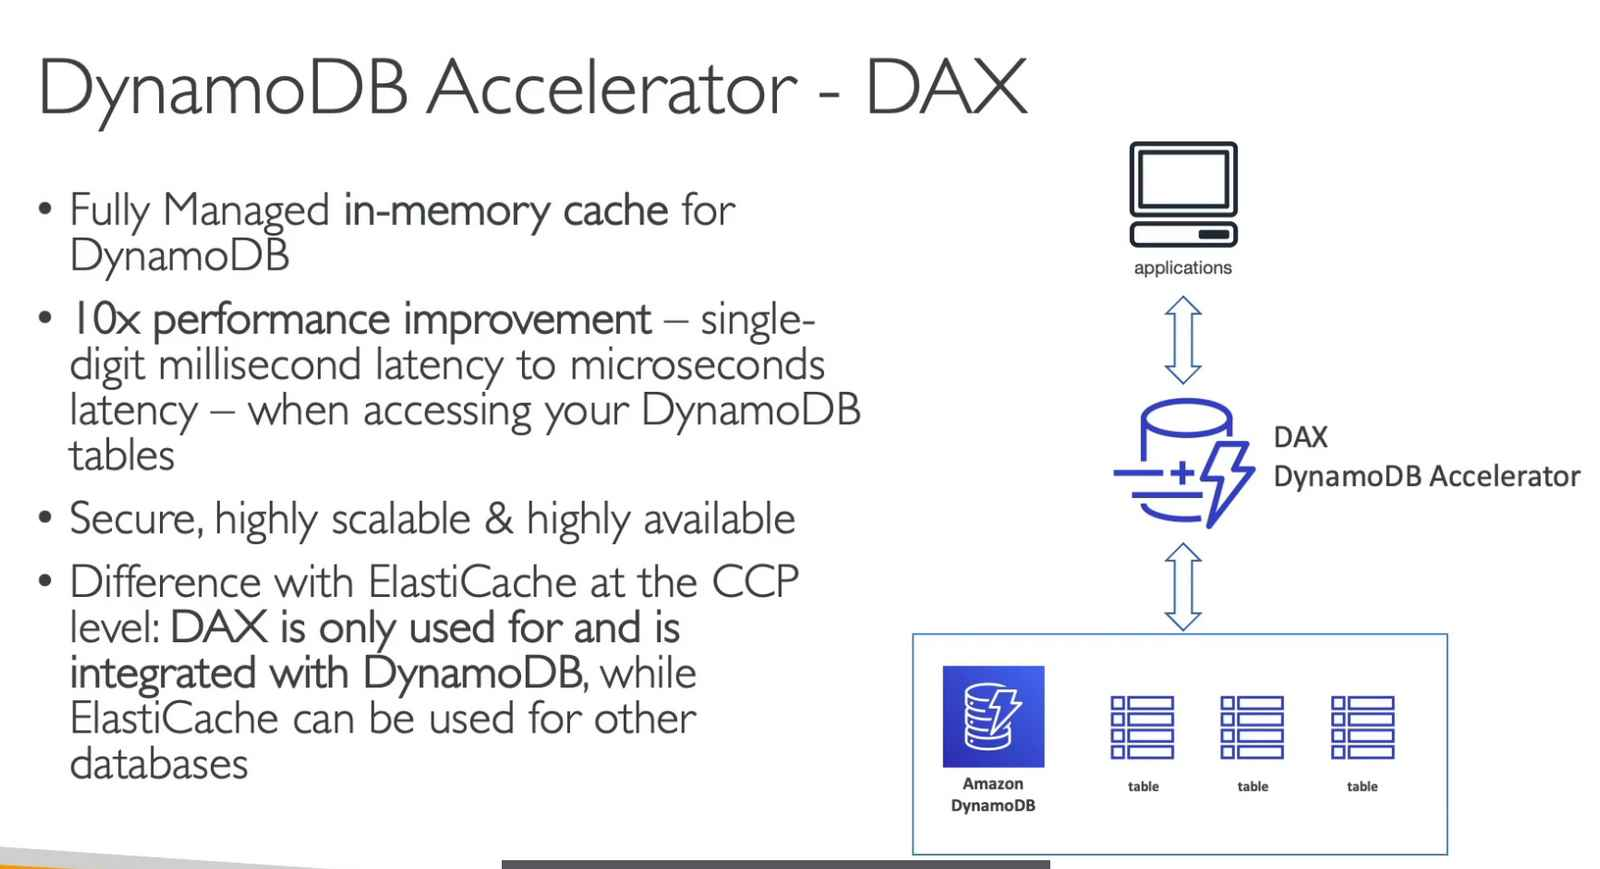 DynamoDB Accelerator - DAX
• Fully Managed in-memory cache for
DynamoDB
• 10x performance improvement – single-
digit millisecond latency to microseconds
latency – when accessing your DynamoDB
tables
• Secure, highly scalable & highly available
• Difference with ElastiCache at the CCP
level: DAX is only used for and is
integrated with DynamoDB, while
ElastiCache can be used for other
databases
applications
DAX
DynamoDB Accelerator
Amazon
DynamoDB
table
table
table